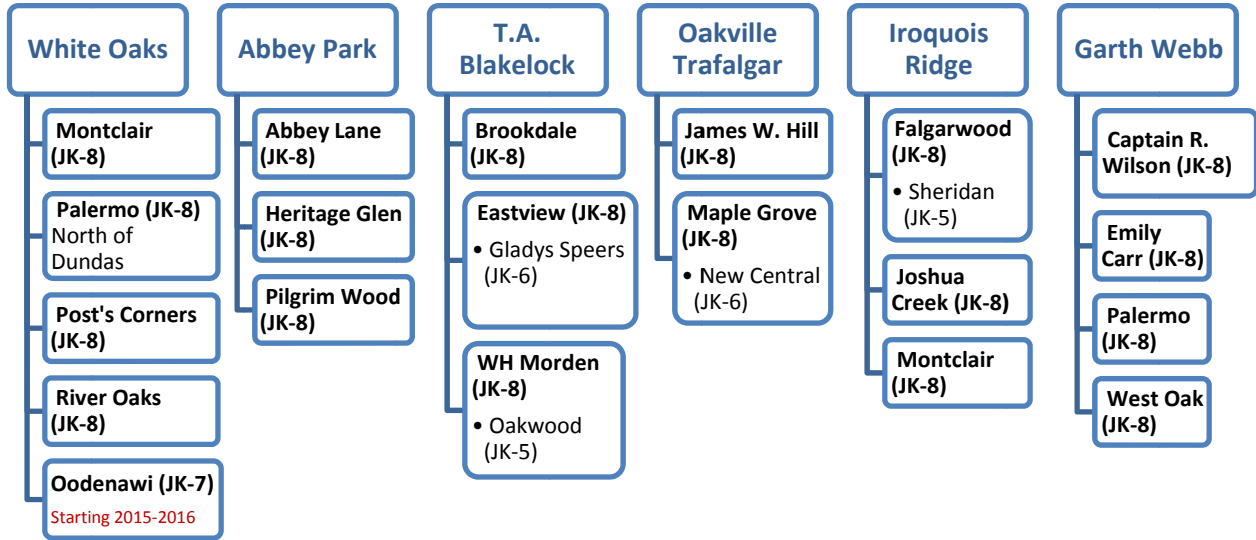 White Oaks
Montclair
(JK-8)
Palermo (JK-8)
North of
Dundas
Post's Corners
(JK-8)
River Oaks
(JK-8)
Oodenawi (JK-7)
Starting 2015-2016
Abbey Park
Abbey Lane
(JK-8)
Heritage Glen
(JK-8)
Pilgrim Wood
(JK-8)
T.A.
Blakelock
Brookdale
(JK-8)
Eastview (JK-8)
• Gladys Speers
(JK-6)
WH Morden
(JK-8)
• Oakwood
(JK-5)
Oakville
Trafalgar
James W. Hill
(JK-8)
Maple Grove
(JK-8)
• New Central
(JK-6)
Iroquois
Ridge
Falgarwood
(JK-8)
• Sheridan
(JK-5)
Joshua
Creek (JK-8)
Montclair
(JK-8)
Garth Webb
Captain R.
Wilson (JK-8)
Emily
Carr (JK-8)
Palermo
(JK-8)
West Oak
(JK-8)